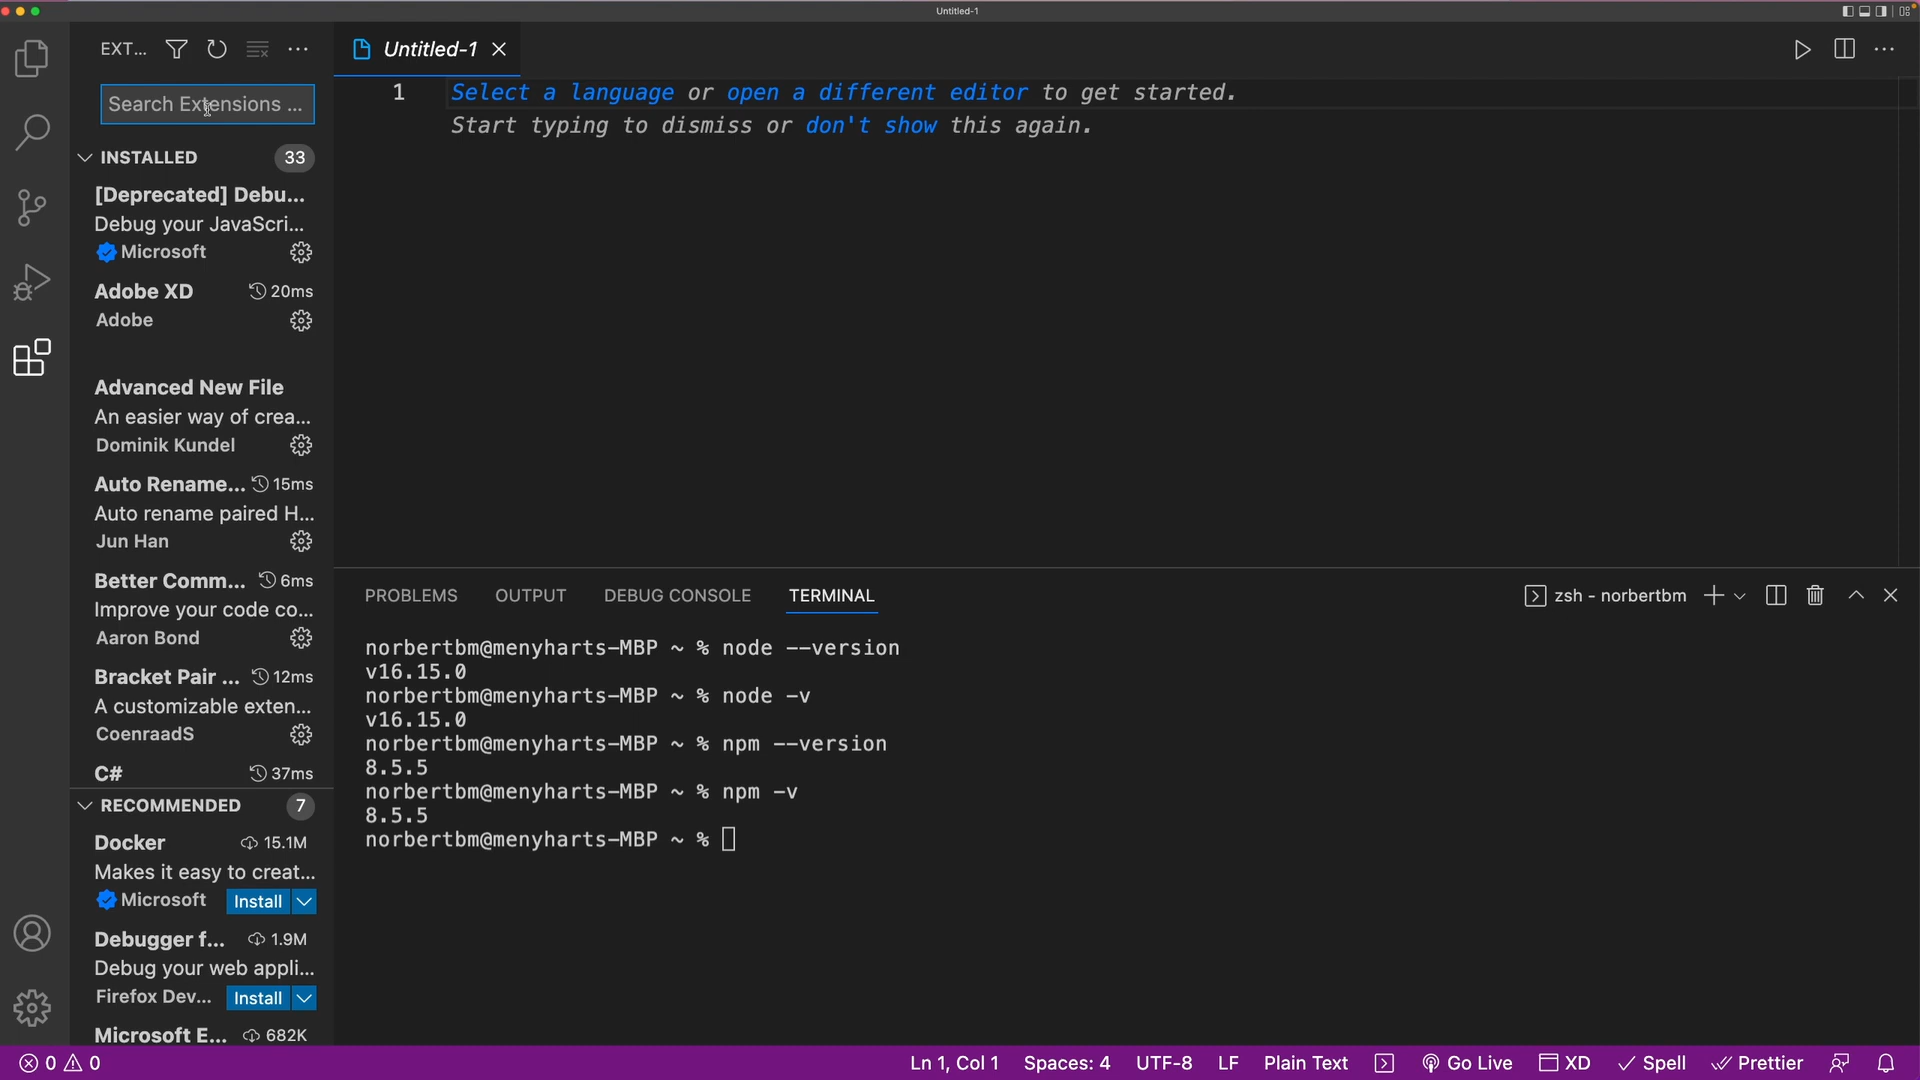 Untitled-1
EXT...
Search Extensions ...
INSTALLED 33
[Deprecated] Debu...
Debug your JavaScri...
Microsoft
Adobe XD 20ms
Adobe
Advanced New File
An easier way of crea...
Dominik Kundel
Auto Rename... 15ms
Auto rename paired H...
Jun Han
Better Comm... 6ms
Improve your code co...
Aaron Bond
Bracket Pair ... 12ms
A customizable exten...
CoenraadS
C# 37ms
RECOMMENDED 7
Docker 15.1M
Makes it easy to creat...
Microsoft Install
Debugger f... 1.9M
Debug your web appli...
Firefox Dev... Install
Microsoft E... 682K
Untitled-1
1 Select a language or open a different editor to get started.
Start typing to dismiss or don't show this again.
PROBLEMS OUTPUT DEBUG CONSOLE TERMINAL zsh - norbertbm
norbertbm@menyharts-MBP ~ % node --version
v16.15.0
norbertbm@menyharts-MBP ~ % node -v
v16.15.0
norbertbm@menyharts-MBP ~ % npm --version
8.5.5
norbertbm@menyharts-MBP ~ % npm -v
8.5.5
norbertbm@menyharts-MBP ~ %
0 0 Ln 1, Col 1 Spaces: 4 UTF-8 LF Plain Text Go Live XD Spell Prettier